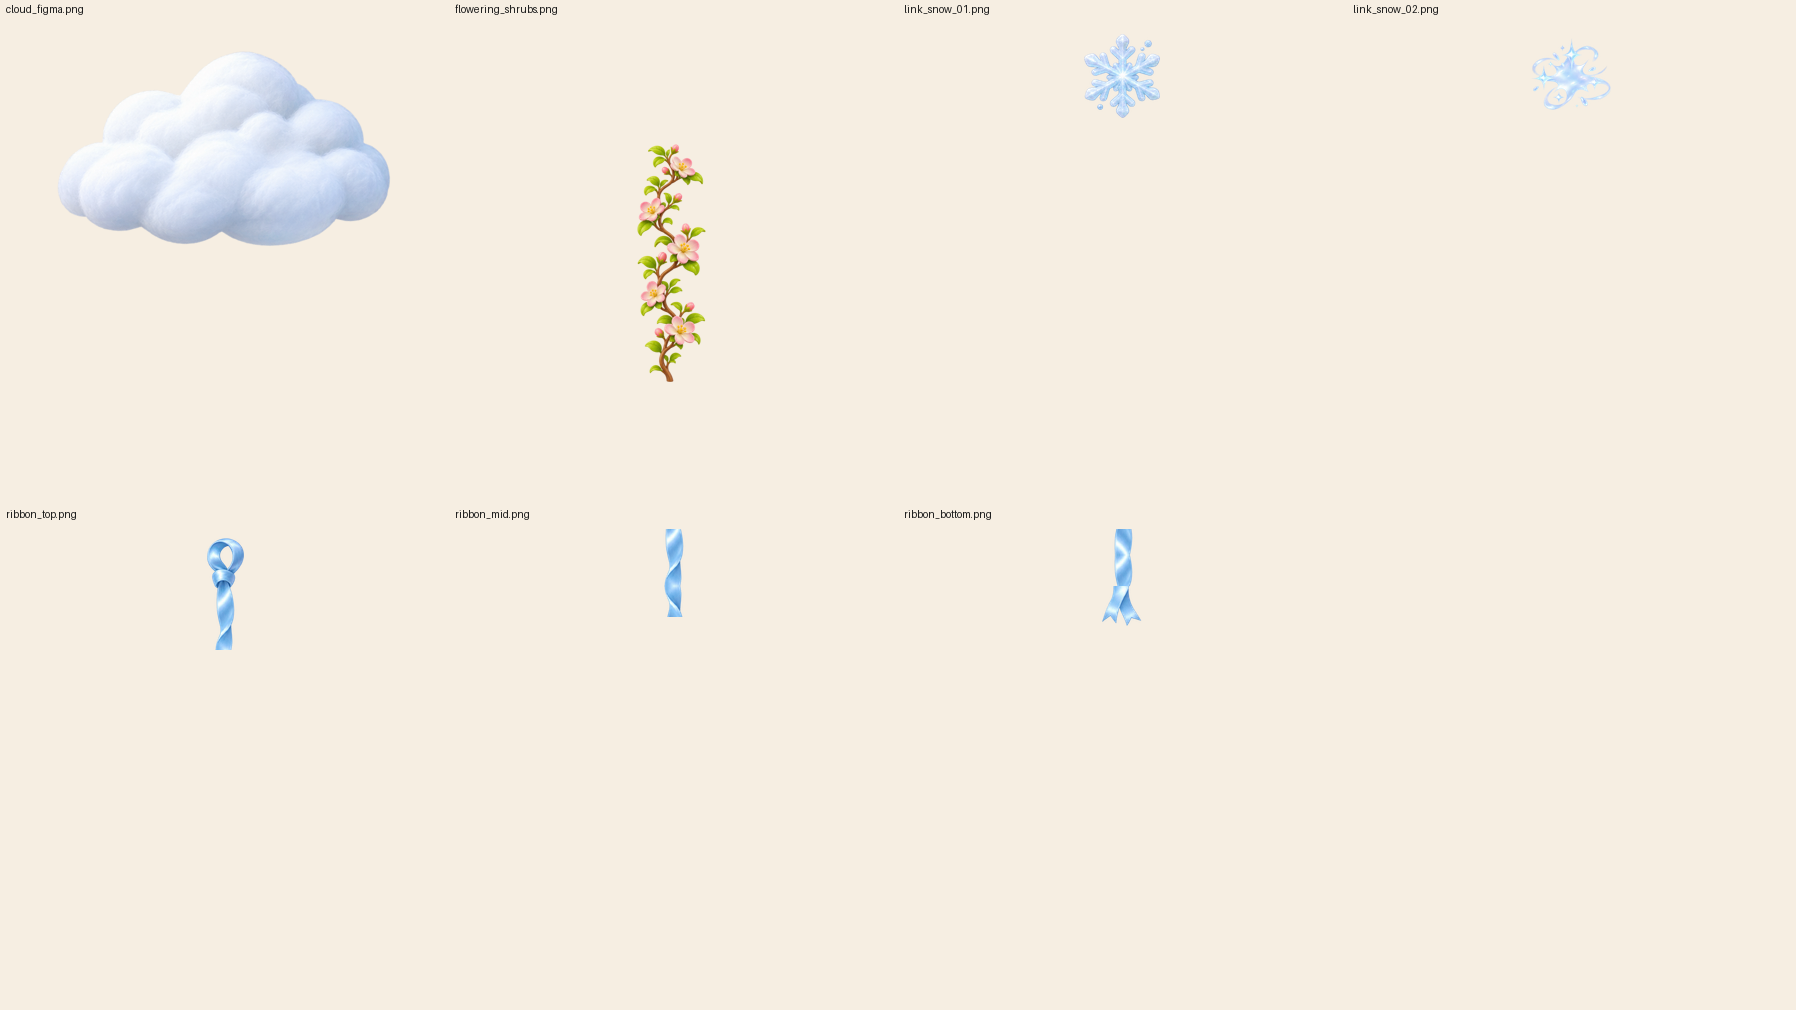 cloud_figma.png
flowering_shrubs.png
link_snow_01.png
link_snow_02.png
ribbon_top.png
ribbon_mid.png
ribbon_bottom.png